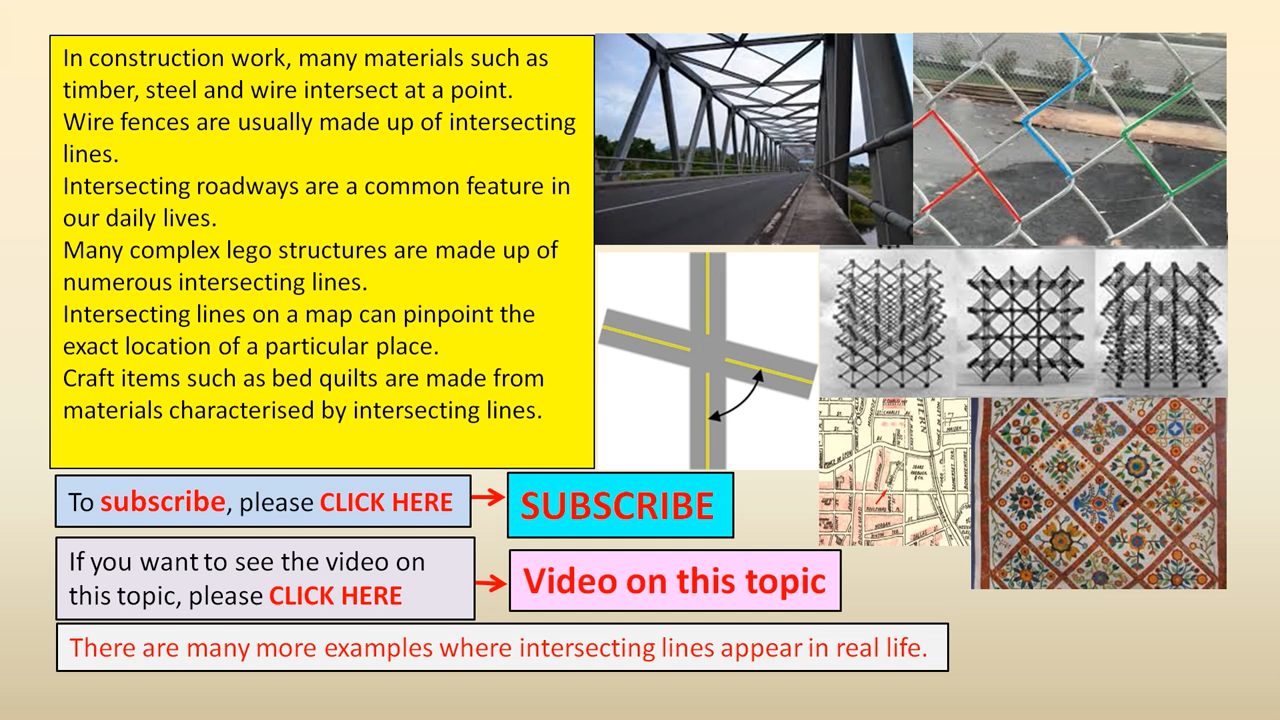 In construction work, many materials such as
timber, steel and wire intersect at a point.
Wire fences are usually made up of intersecting
lines.
Intersecting roadways are a common feature in
our daily lives.
Many complex lego structures are made up of
numerous intersecting lines.
Intersecting lines on a map can pinpoint the
exact location of a particular place.
Craft items such as bed quilts are made from
materials characterised by intersecting lines.
To subscribe, please CLICK HERE
SUBSCRIBE
If you want to see the video on
this topic, please CLICK HERE
Video on this topic
There are many more examples where intersecting lines appear in real life.